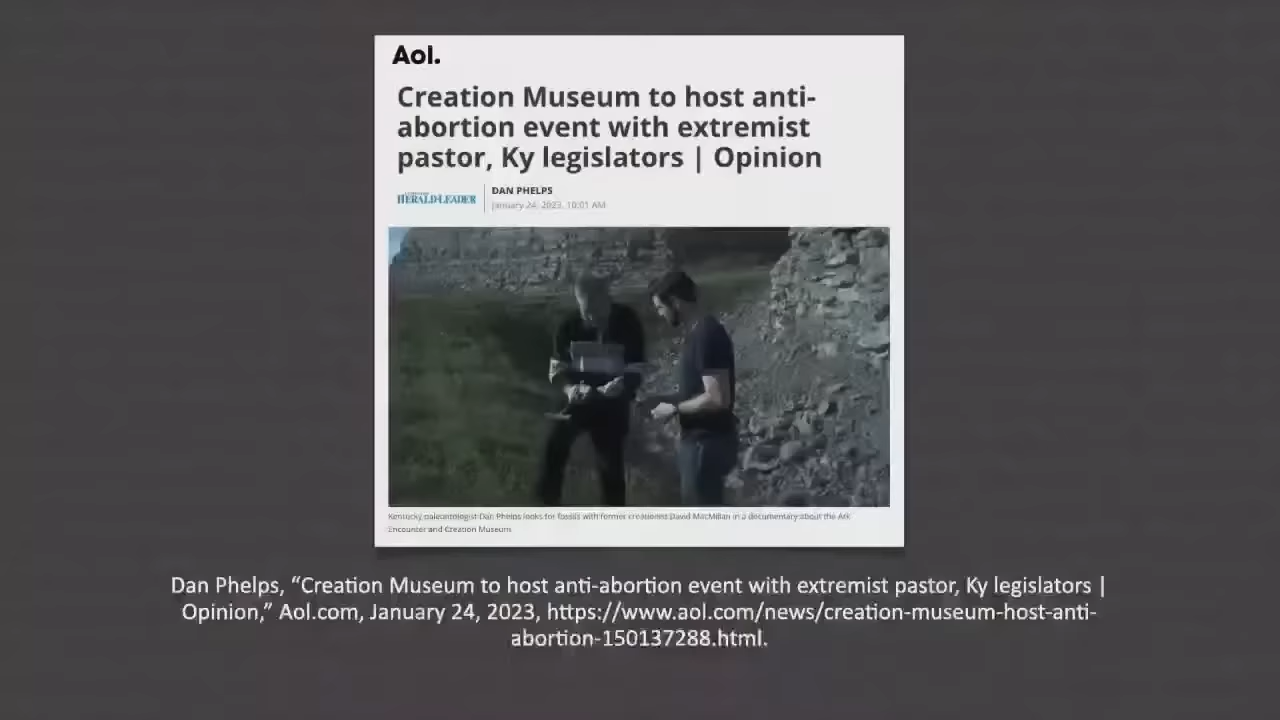 Aol.
Creation Museum to host anti-
abortion event with extremist
pastor, Ky legislators | Opinion
HERALD-LEADER
DAN PHELPS
January 24, 2023, 10:01 AM
Kentucky paleontologist Dan Phelps looks for fossils with former creationist David MacMillan in a documentary about the Ark
Encounter and Creation Museum.
Dan Phelps, “Creation Museum to host anti-abortion event with extremist pastor, Ky legislators |
Opinion,” Aol.com, January 24, 2023, https://www.aol.com/news/creation-museum-host-anti-
abortion-150137288.html.